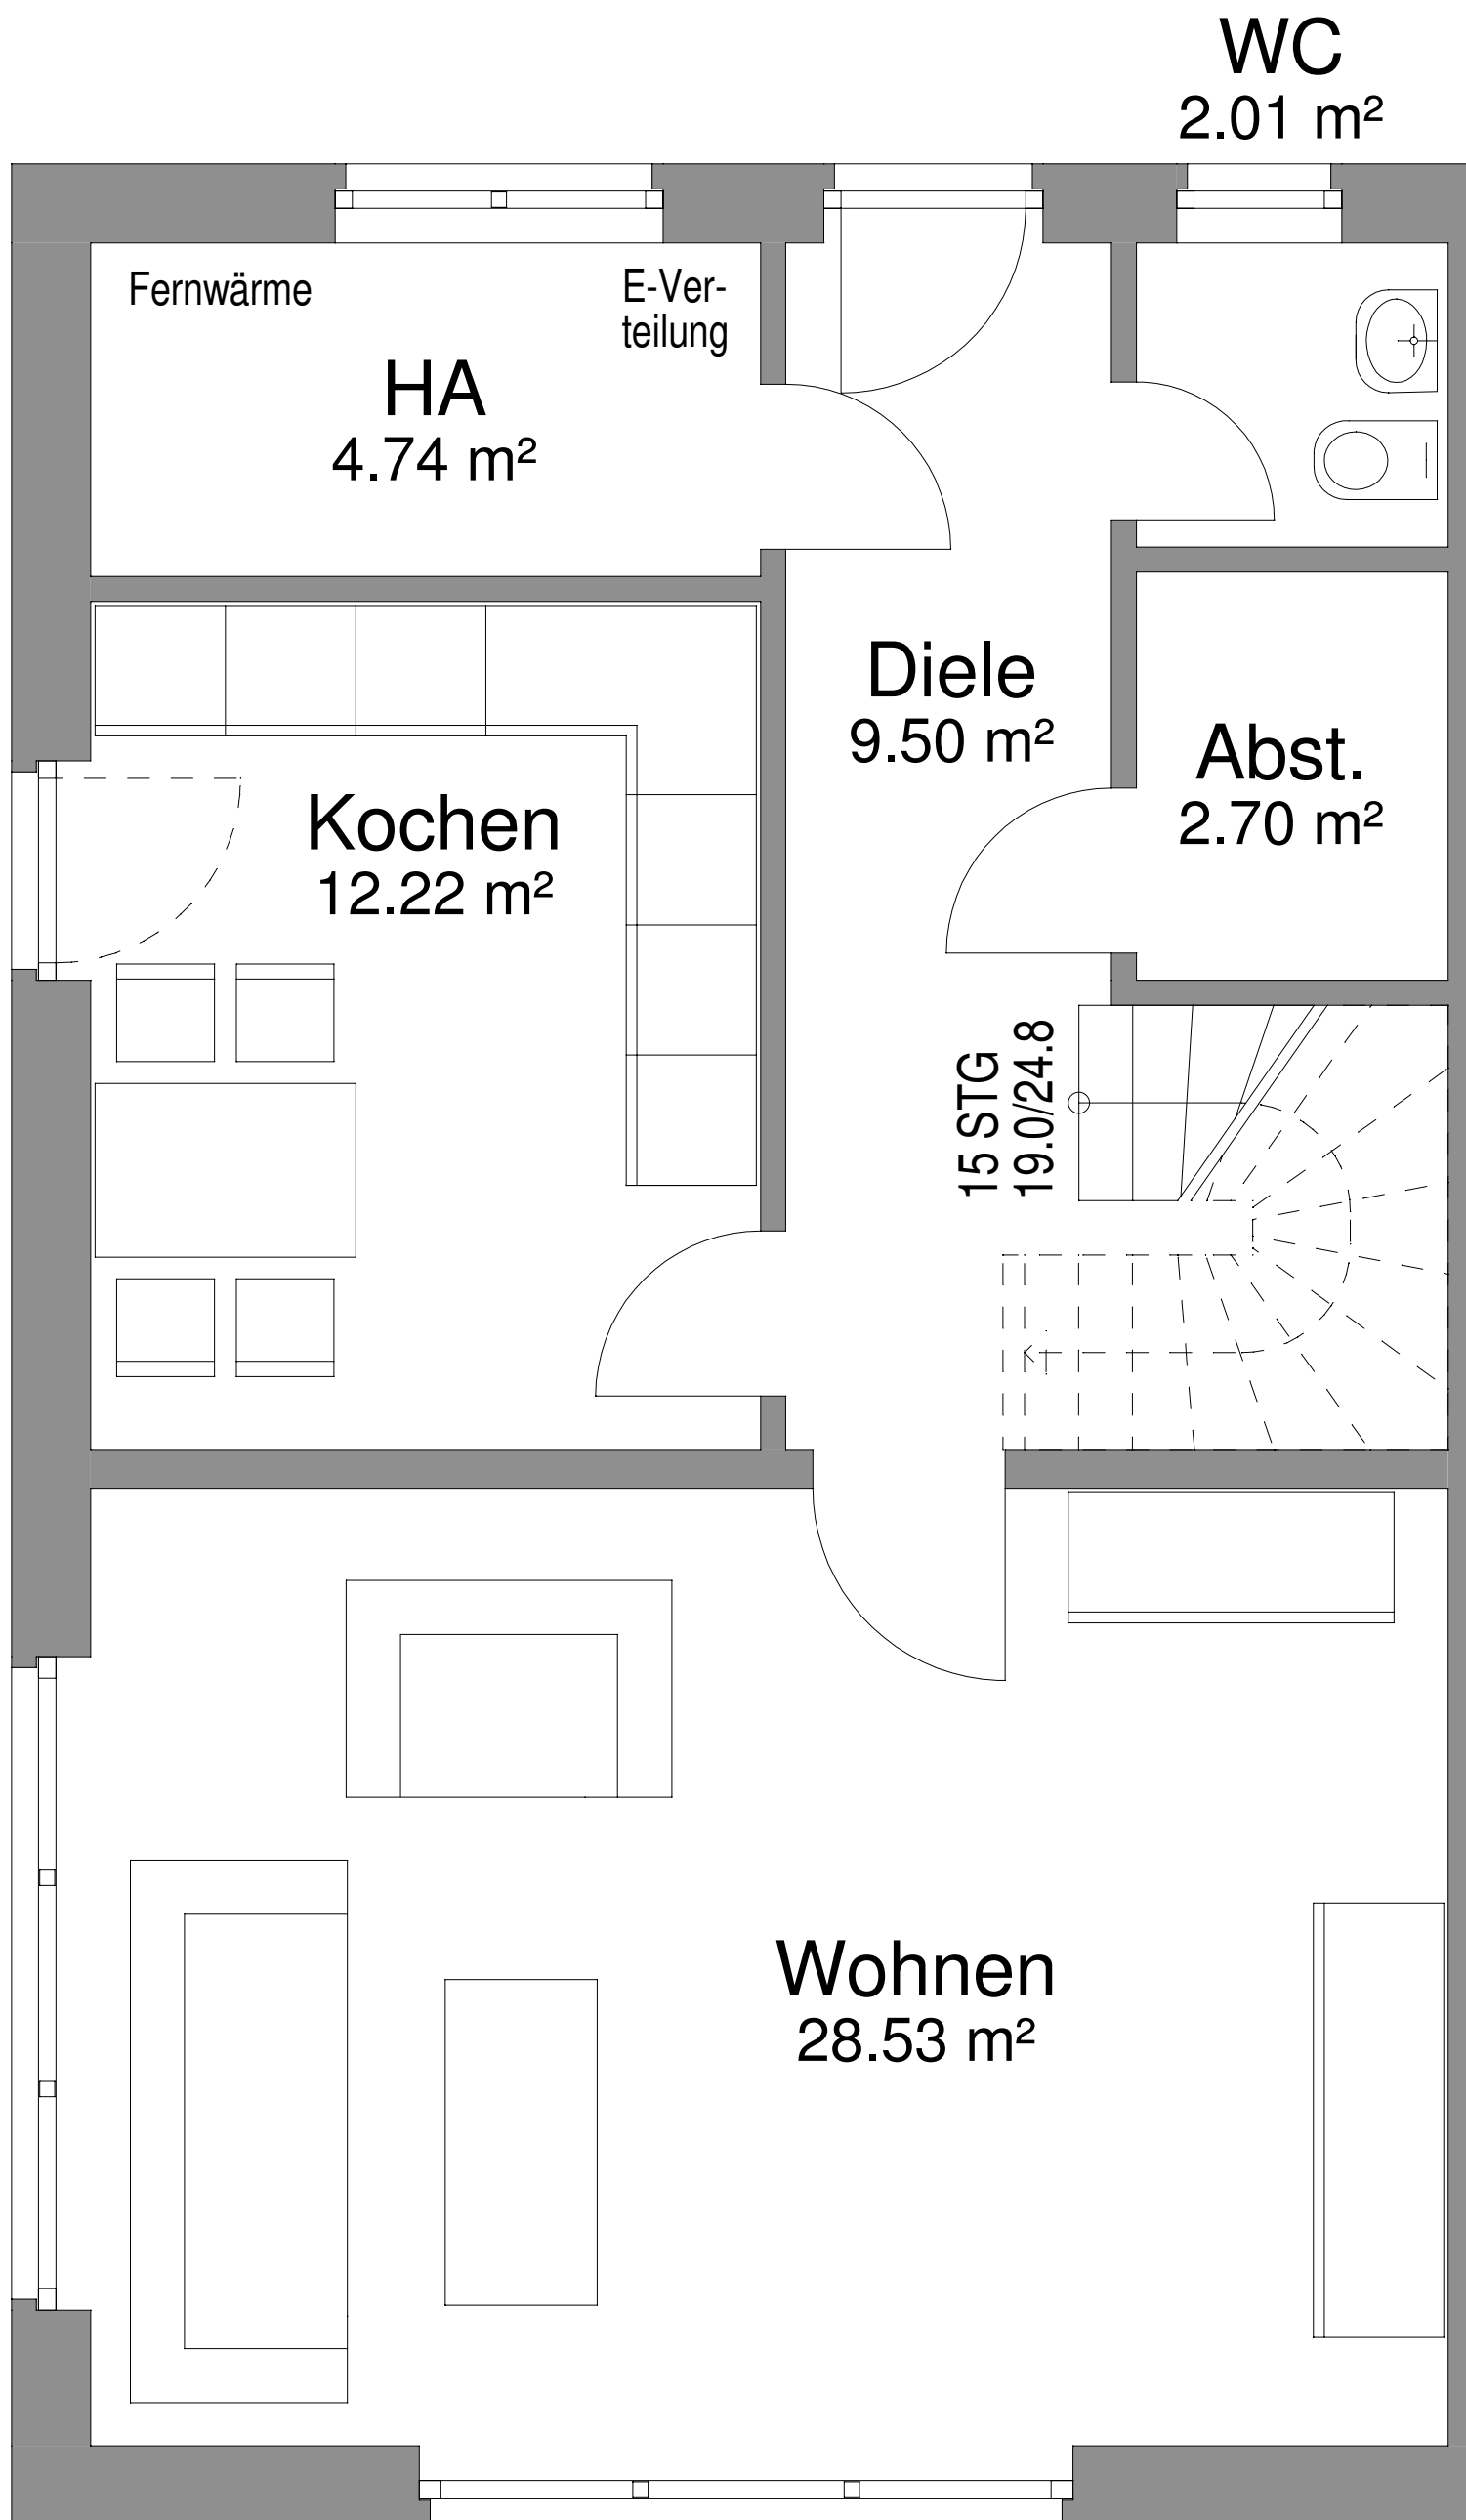 WC
2.01 m²
Fernwärme
E-Ver-
teilung
HA
4.74 m²
Diele
9.50 m²
Abst.
2.70 m²
Kochen
12.22 m²
15 STG
19.0/24.8
Wohnen
28.53 m²